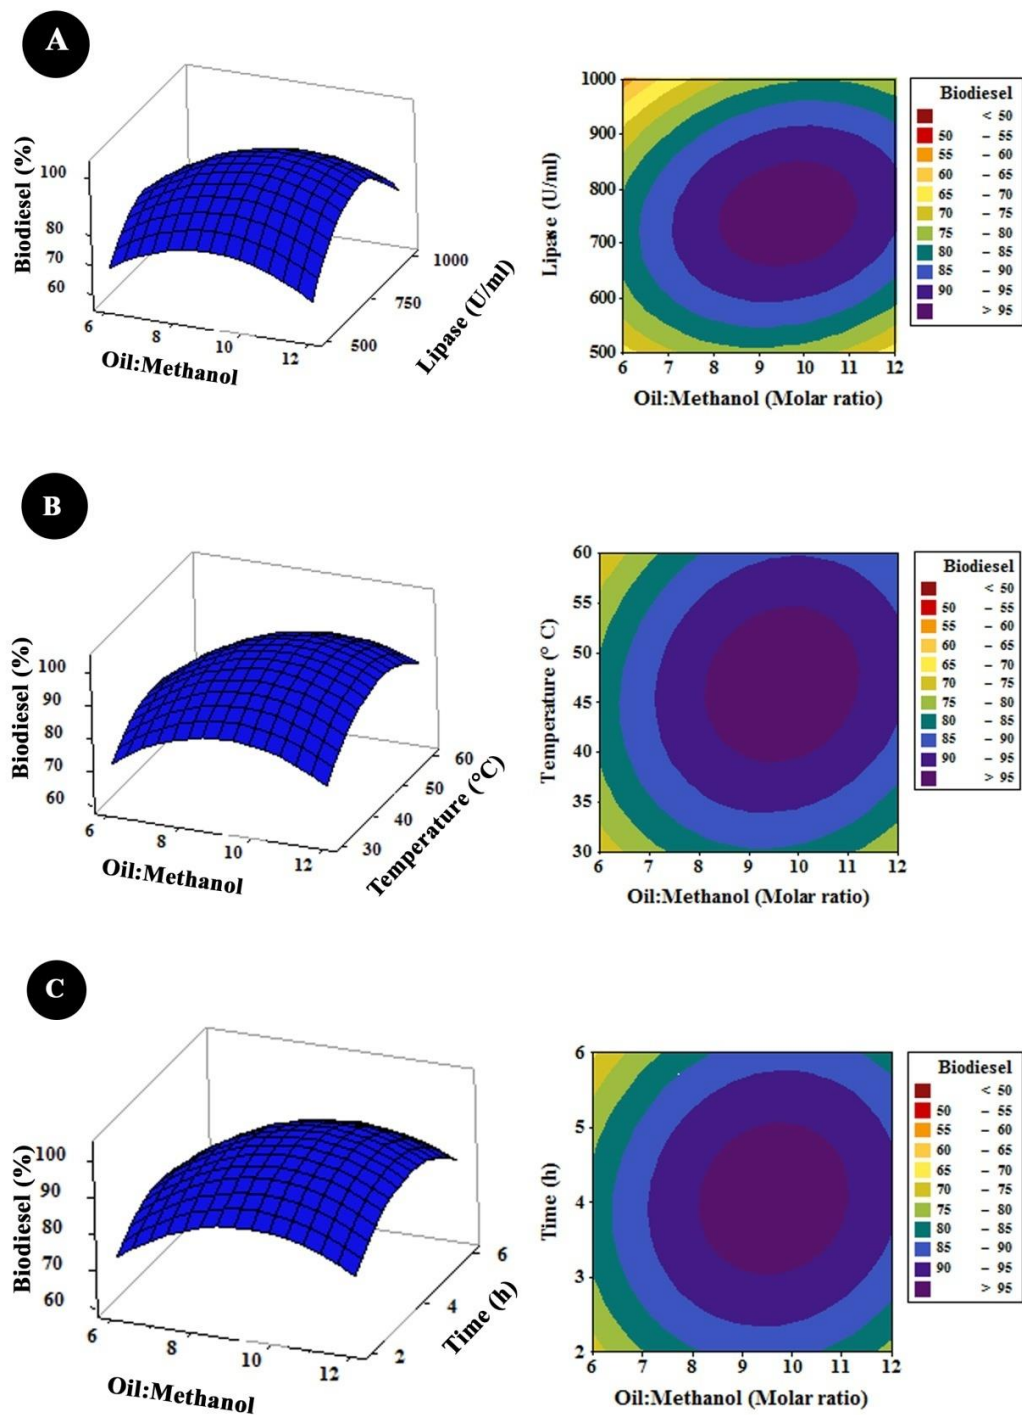 A
Biodiesel (%)
100
80
70
60
6
8
10
12
Oil:Methanol
500
750
1000
Lipase (U/ml)
1000
900
800
700
600
500
Lipase (U/ml)
6 7 8 9 10 11 12
Oil:Methanol (Molar ratio)
Biodiesel
< 50
50 – 55
55 – 60
60 – 65
65 – 70
70 – 75
75 – 80
80 – 85
85 – 90
90 – 95
> 95
B
Biodiesel (%)
100
90
80
70
60
6
8
10
12
Oil:Methanol
30
40
50
60
Temperature (°C)
60
55
50
45
40
35
30
Temperature (° C)
6 7 8 9 10 11 12
Oil:Methanol (Molar ratio)
Biodiesel
< 50
50 – 55
55 – 60
60 – 65
65 – 70
70 – 75
75 – 80
80 – 85
85 – 90
90 – 95
> 95
C
Biodiesel (%)
100
90
80
70
60
6
8
10
12
Oil:Methanol
2
4
6
Time (h)
6
5
4
3
2
Time (h)
6 7 8 9 10 11 12
Oil:Methanol (Molar ratio)
Biodiesel
< 50
50 – 55
55 – 60
60 – 65
65 – 70
70 – 75
75 – 80
80 – 85
85 – 90
90 – 95
> 95